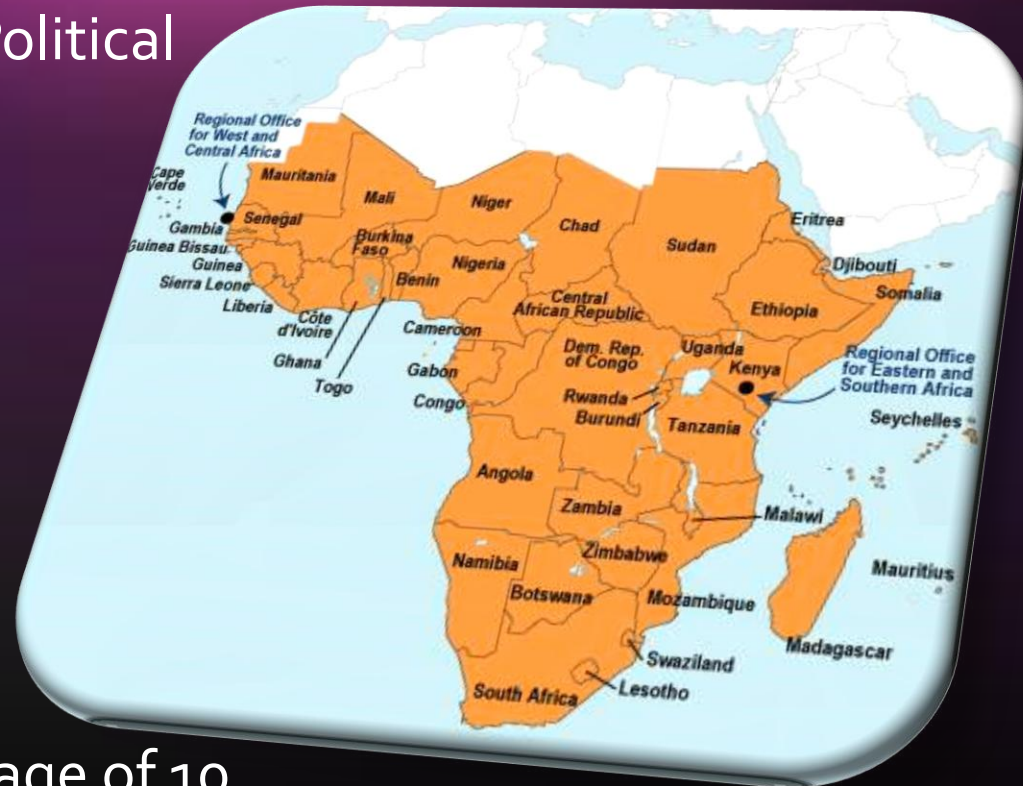 Political
Regional Office
for West and
Central Africa
Cape
Verde
Mauritania
Mali
Niger
Chad
Sudan
Eritrea
Senegal
Gambia
Guinea Bissau
Guinea
Sierra Leone
Liberia
Burkina
Faso
Benin
Nigeria
Djibouti
Somalia
Ethiopia
Central
African Republic
Côte
d'Ivoire
Ghana
Togo
Cameroon
Gabon
Congo
Dem. Rep.
of Congo
Uganda
Kenya
Rwanda
Burundi
Tanzania
Regional Office
for Eastern and
Southern Africa
Seychelles
Angola
Zambia
Malawi
Namibia
Zimbabwe
Botswana
Mozambique
Mauritius
Madagascar
Swaziland
Lesotho
South Africa
age of 10